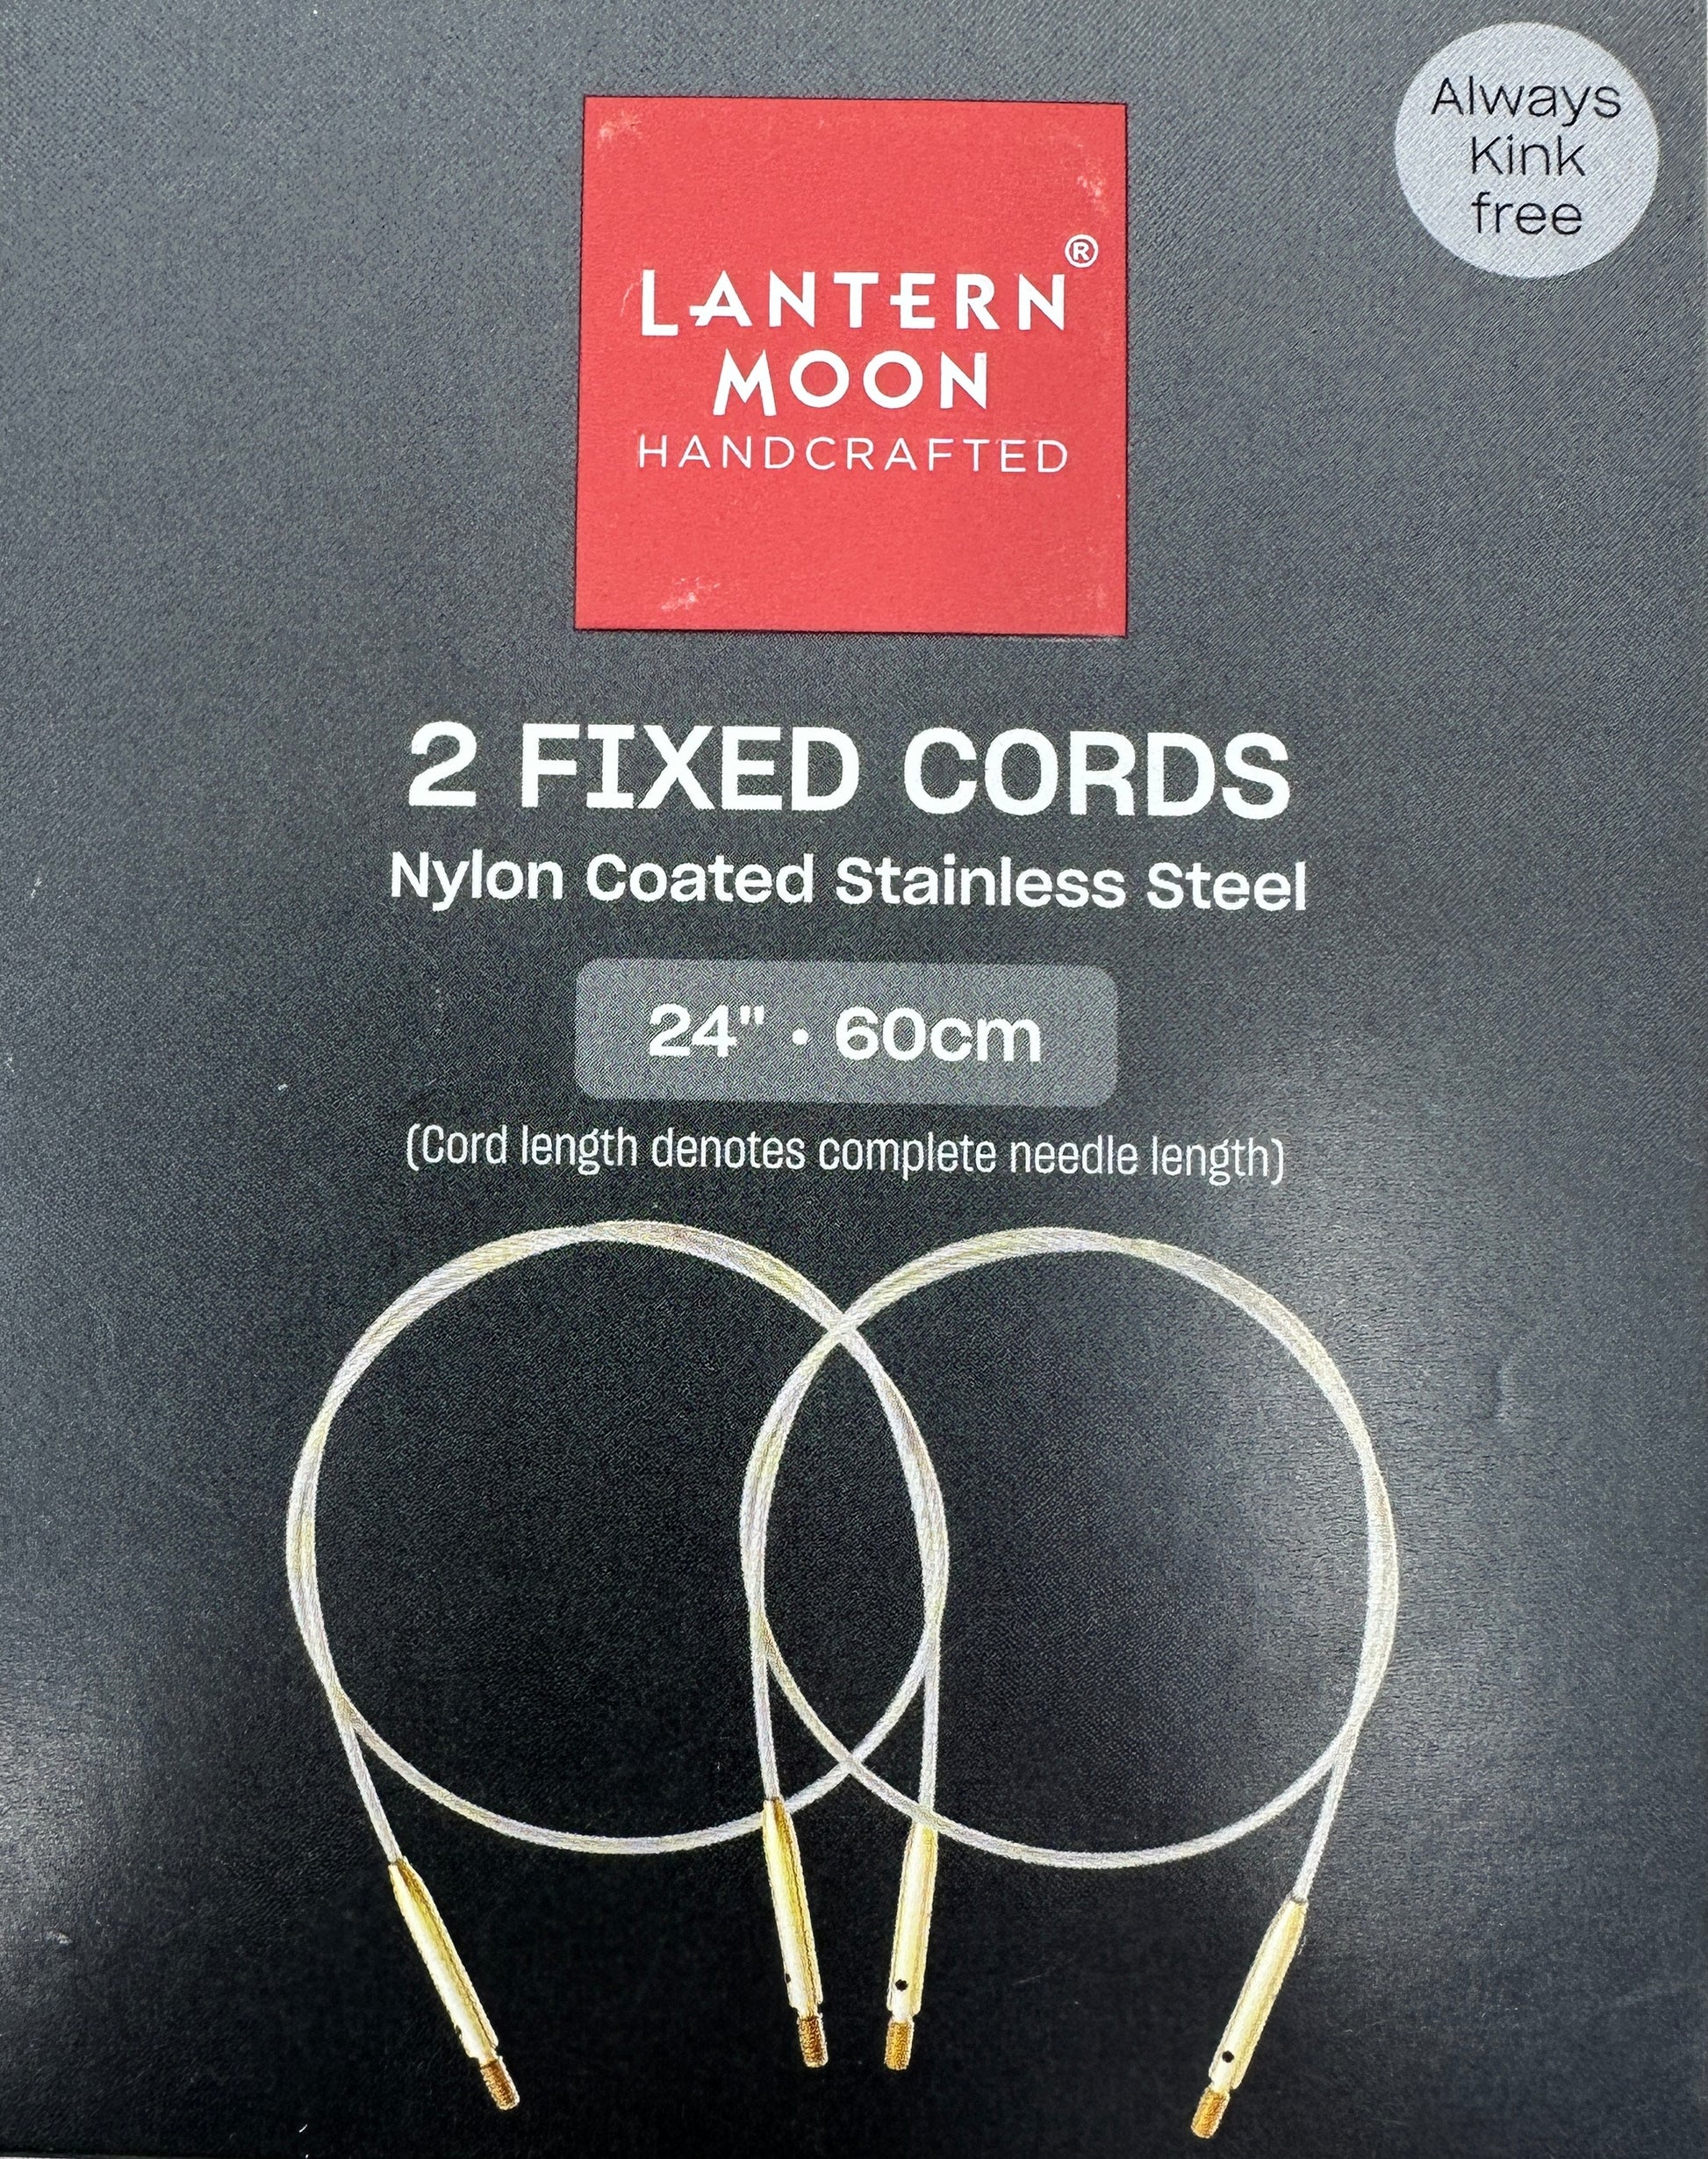 Always
Kink
free
LANTERN®
MOON
HANDCRAFTED
2 FIXED CORDS
Nylon Coated Stainless Steel
24" • 60cm
(Cord length denotes complete needle length)